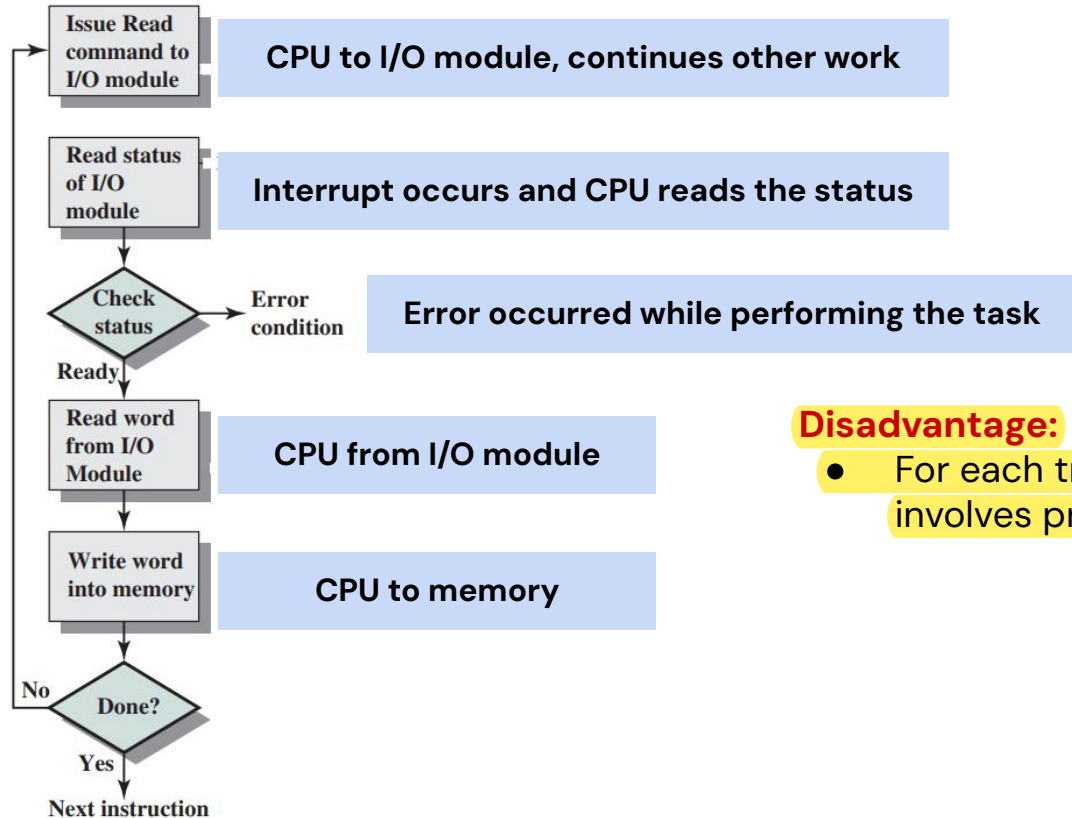 Issue Read
command to
I/O module
CPU to I/O module, continues other work
Read status
of I/O
module
Interrupt occurs and CPU reads the status
Check
status
Error
condition
Error occurred while performing the task
Ready
Read word
from I/O
Module
CPU from I/O module
Disadvantage:
● For each
involves
Write word
into memory
CPU to memory
No
Done?
Yes
Next instruction